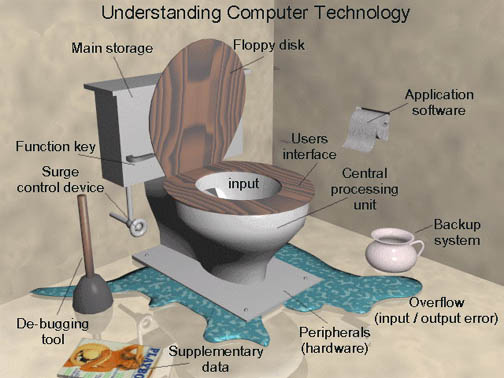 Understanding Computer Technology
Main storage
Floppy disk
Application
software
Function key
Users
interface
Surge
control device
input
Central
processing
unit
Backup
system
De-bugging
tool
Overflow
(input / output error)
Peripherals
(hardware)
Supplementary
data
PLAYBOY